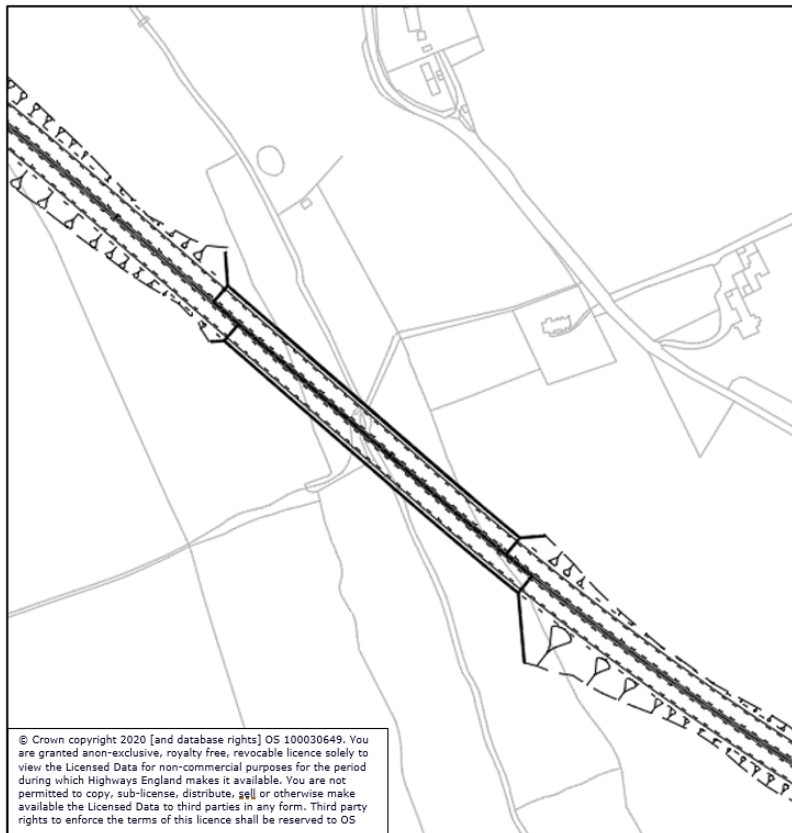 © Crown copyright 2020 [and database rights] OS 100030649. You
are granted anon-exclusive, royalty free, revocable licence solely to
view the Licensed Data for non-commercial purposes for the period
during which Highways England makes it available. You are not
permitted to copy, sub-license, distribute, sell or otherwise make
available the Licensed Data to third parties in any form. Third party
rights to enforce the terms of this licence shall be reserved to OS